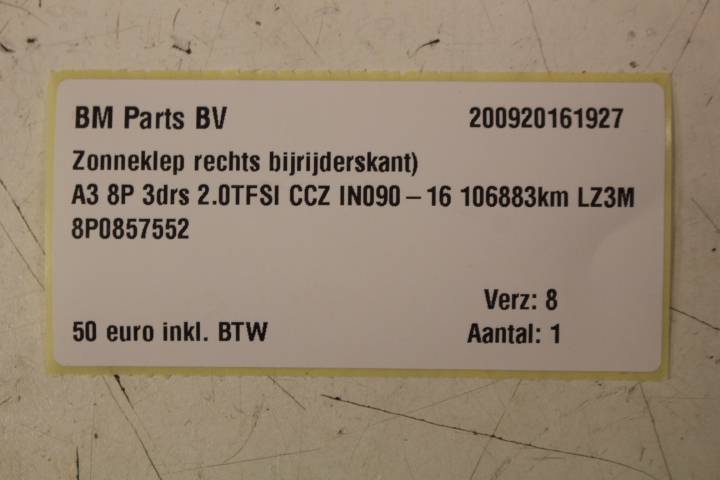 BM Parts BV 200920161927
Zonneklep rechts bijrijderskant)
A3 8P 3drs 2.0TFSI CCZ IN090 – 16 106883km LZ3M
8P0857552
Verz: 8
50 euro inkl. BTW Aantal: 1